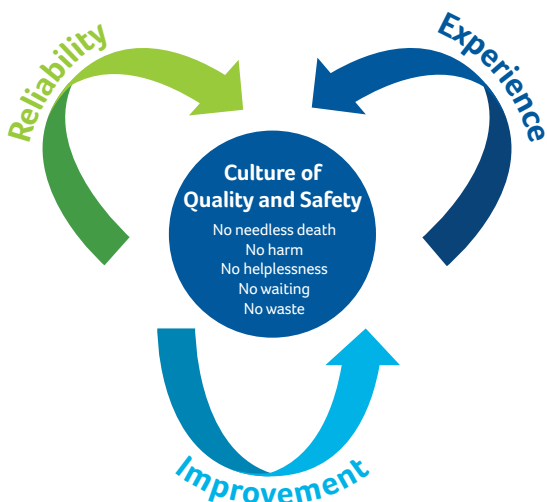 Reliability
Experience
Culture of
Quality and Safety
No needless death
No harm
No helplessness
No waiting
No waste
Improvement